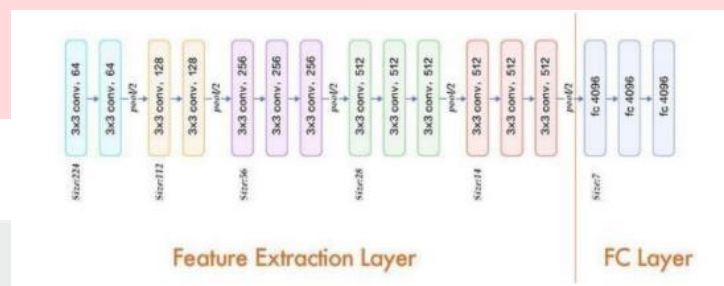 3x3 conv, 64
3x3 conv, 64
pool/2
3x3 conv, 128
3x3 conv, 128
pool/2
3x3 conv, 256
3x3 conv, 256
3x3 conv, 256
pool/2
3x3 conv, 512
3x3 conv, 512
3x3 conv, 512
pool/2
3x3 conv, 512
3x3 conv, 512
3x3 conv, 512
pool/2
fc 4096
fc 4096
fc 4096
Size:224
Size:112
Size:56
Size:28
Size:14
Size:7
Feature Extraction Layer
FC Layer